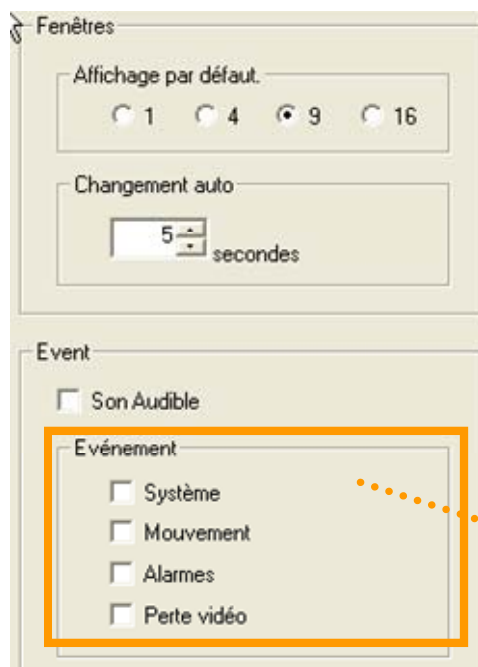 Fenêtres
Affichage par défaut.
1 4 9 16
Changement auto
5 secondes
Event
Son Audible
Evénement
Système
Mouvement
Alarmes
Perte vidéo